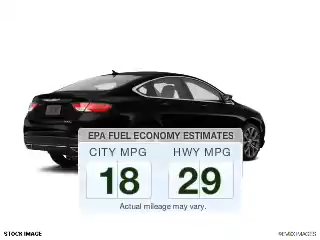 EPA FUEL ECONOMY ESTIMATES
CITY MPG HWY MPG
18 29
Actual mileage may vary.
STOCK IMAGE